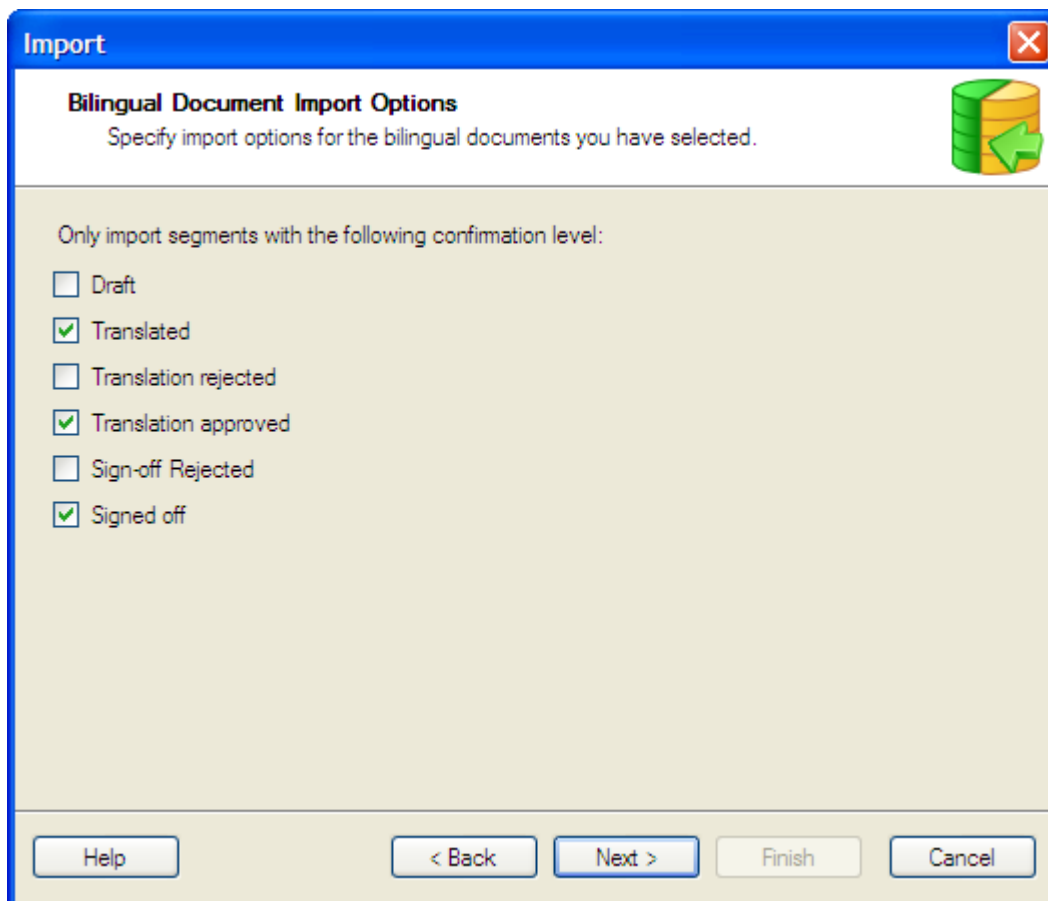 Import
Bilingual Document Import Options
Specify import options for the bilingual documents you have selected.
Only import segments with the following confirmation level:
Draft
Translated
Translation rejected
Translation approved
Sign-off Rejected
Signed off
Help < Back Next > Finish Cancel